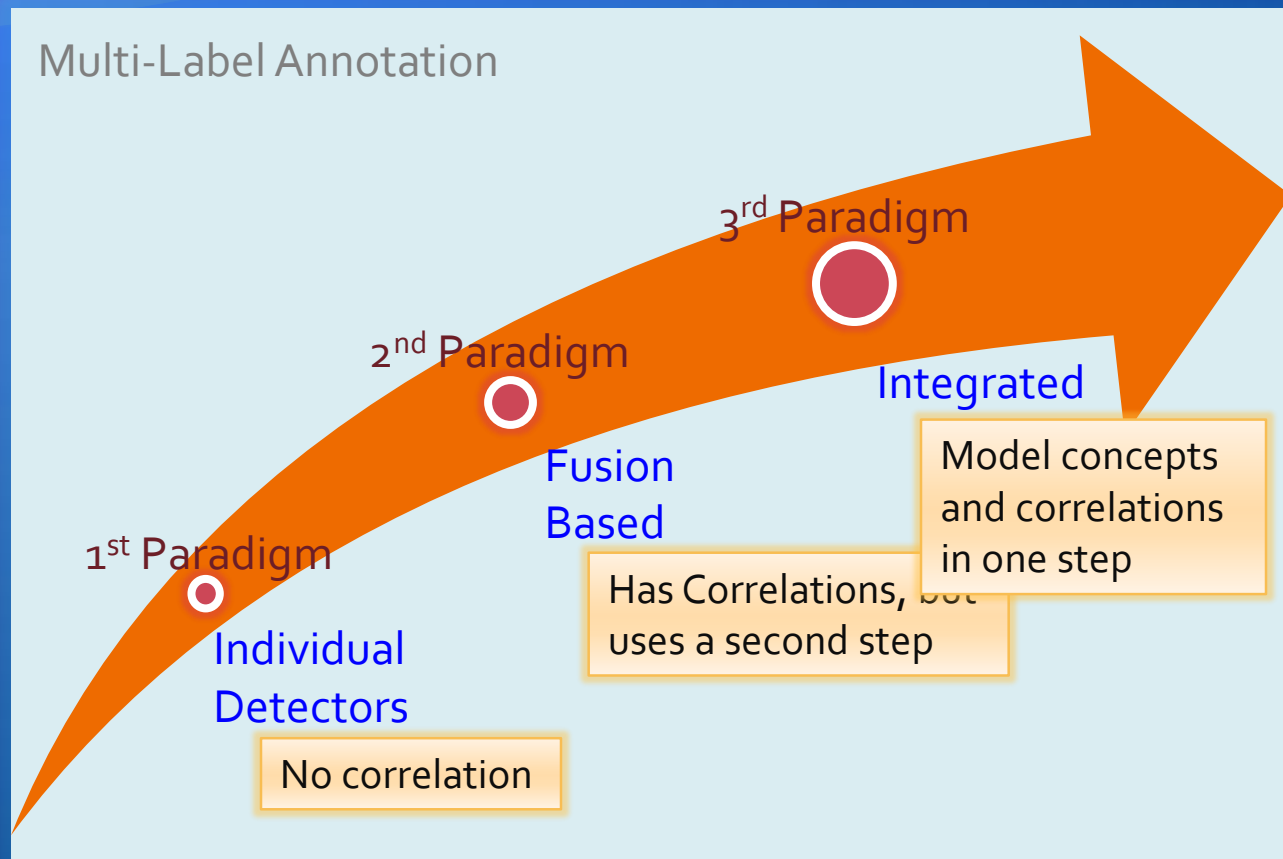 Multi-Label Annotation
1st Paradigm
Individual
Detectors
No correlation
2nd Paradigm
Fusion
Based
Has Correlations, but
uses a second step
3rd Paradigm
Integrated
Model concepts
and correlations
in one step